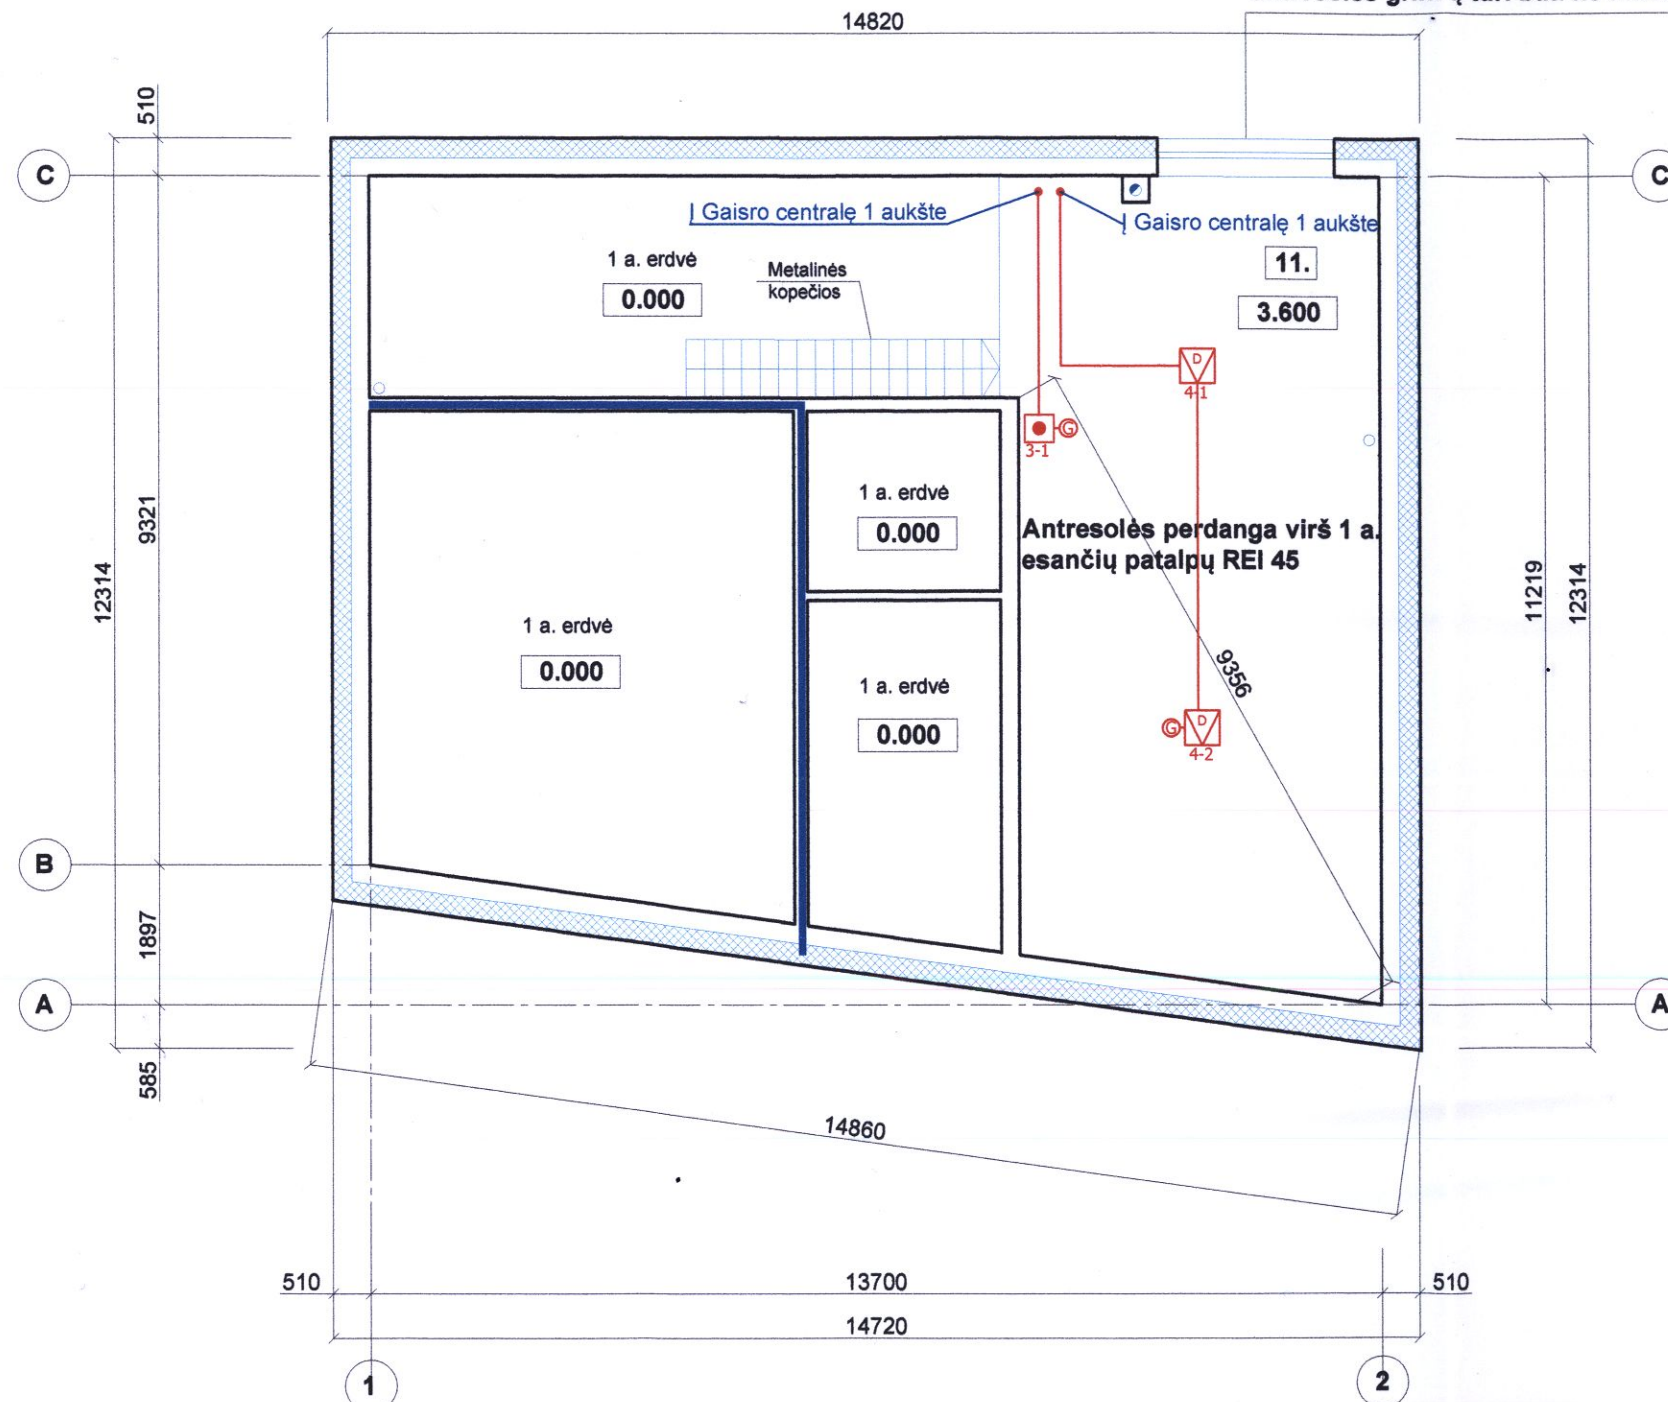 14820
510
C
C
Į Gaisro centralę 1 aukšte
Į Gaisro centralę 1 aukšte
1 a. erdvė
0.000
Metalinės
kopečios
11.
3.600
D
4-1
G
3-1
9321
12314
1 a. erdvė
0.000
Antresolės perdanga virš 1 a.
esančių patalpų REI 45
11219
12314
1 a. erdvė
0.000
1 a. erdvė
0.000
9356
G
D
4-2
B
1897
A
A
585
14860
510
13700
510
14720
1
2